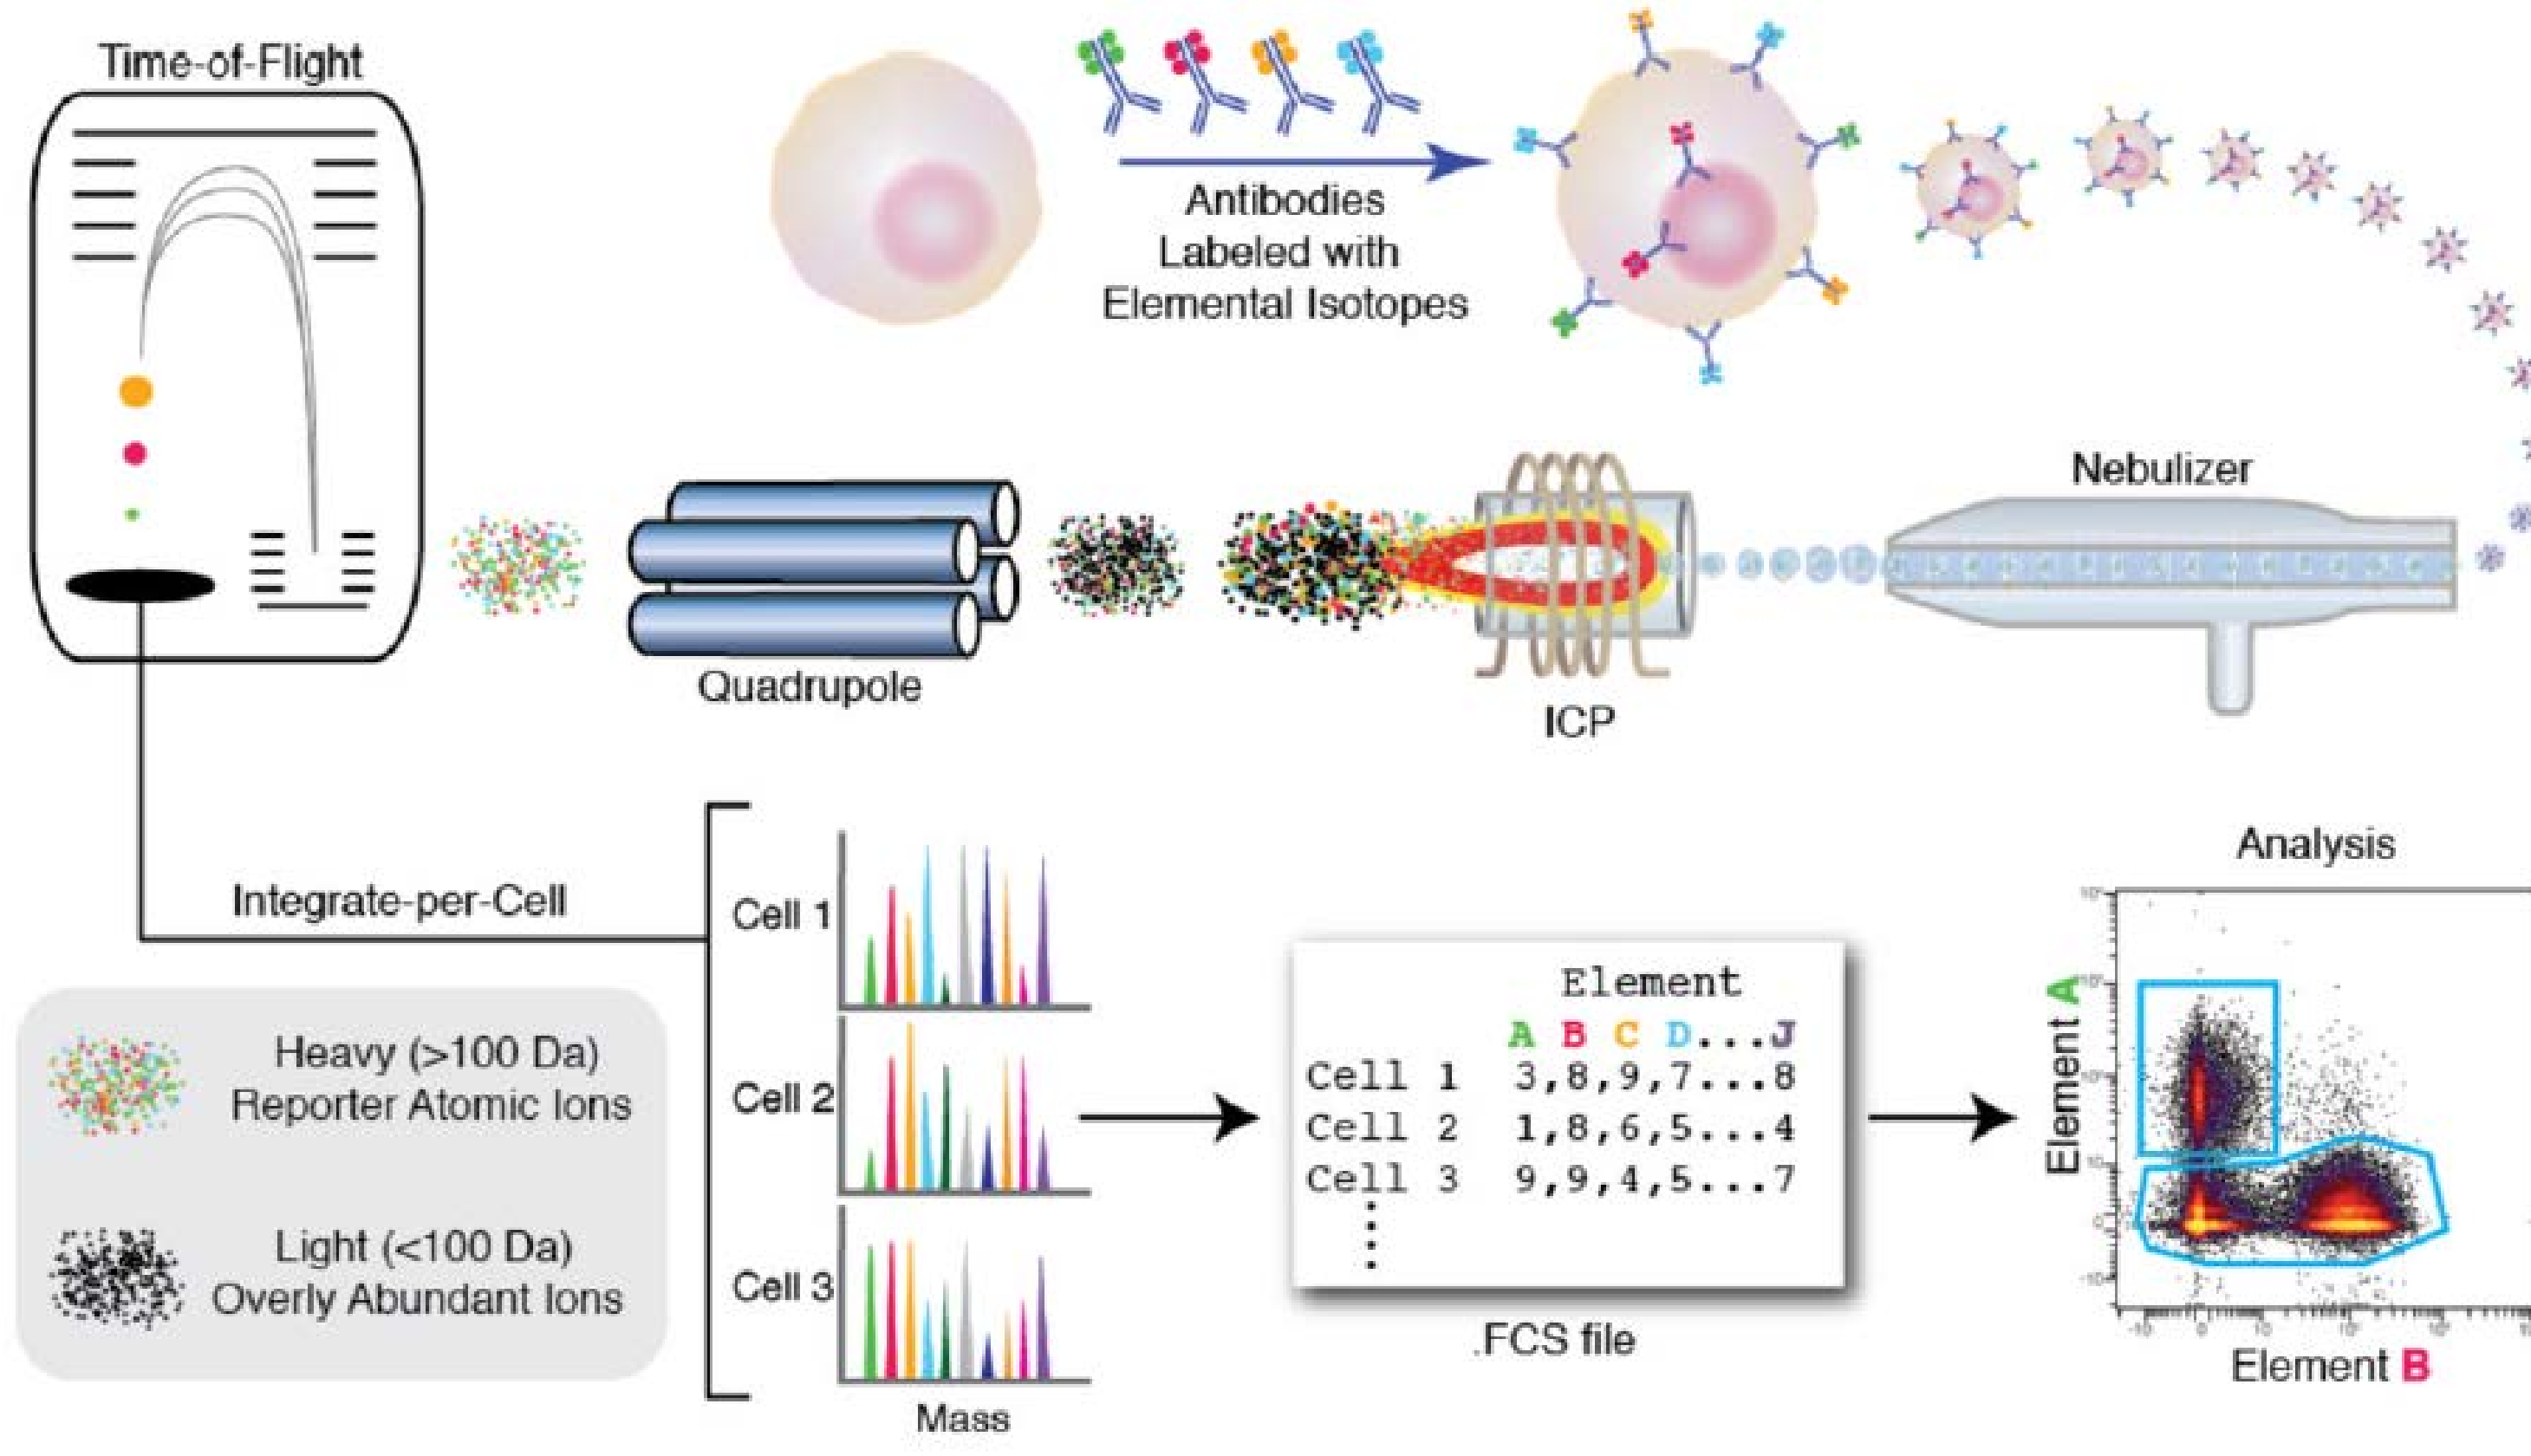 Time-of-Flight
Antibodies
Labeled with
Elemental Isotopes
Nebulizer
Quadrupole
ICP
Integrate-per-Cell
Heavy (>100 Da)
Reporter Atomic Ions
Light (<100 Da)
Overly Abundant Ions
Cell 1
Cell 2
Cell 3
Mass
Element
A B C D...J
Cell 1 3,8,9,7...8
Cell 2 1,8,6,5...4
Cell 3 9,9,4,5...7
.FCS file
Analysis
Element A
Element B